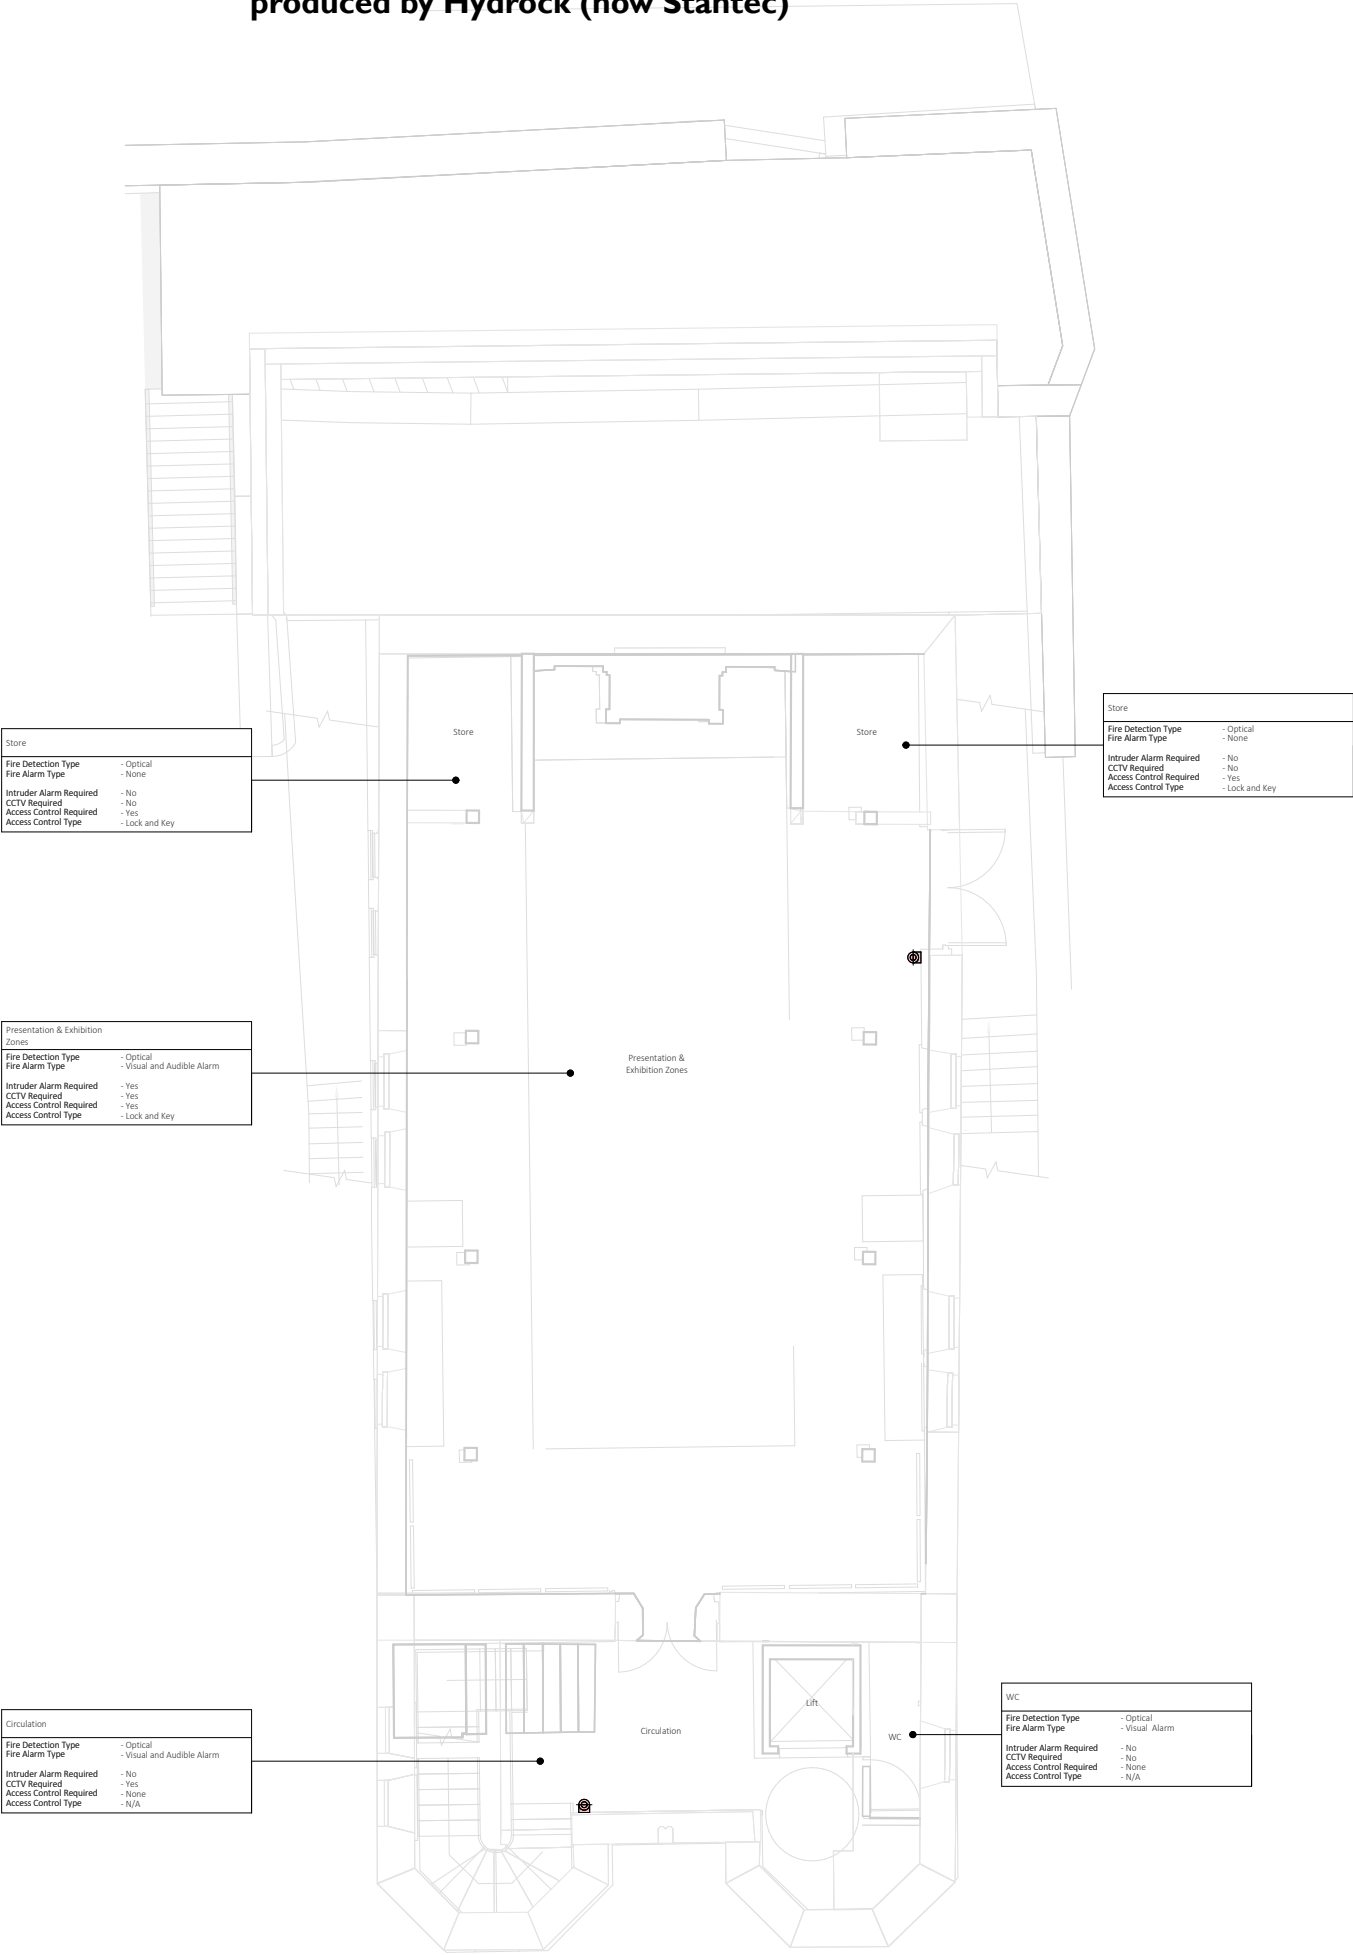 produced by Hydrock (now Stantec)
Store
Store
Store
Fire Detection Type - Optical
Fire Alarm Type - None
Intruder Alarm Required - No
CCTV Required - No
Access Control Required - Yes
Access Control Type - Lock and Key
Store
Fire Detection Type - Optical
Fire Alarm Type - None
Intruder Alarm Required - No
CCTV Required - No
Access Control Required - Yes
Access Control Type - Lock and Key
Presentation & Exhibition
Zones
Fire Detection Type - Optical
Fire Alarm Type - Visual and Audible Alarm
Intruder Alarm Required - Yes
CCTV Required - Yes
Access Control Required - Yes
Access Control Type - Lock and Key
Presentation &
Exhibition Zones
Lift
Circulation
WC
Circulation
Fire Detection Type - Optical
Fire Alarm Type - Visual and Audible Alarm
Intruder Alarm Required - No
CCTV Required - Yes
Access Control Required - None
Access Control Type - N/A
WC
Fire Detection Type - Optical
Fire Alarm Type - Visual Alarm
Intruder Alarm Required - No
CCTV Required - No
Access Control Required - None
Access Control Type - N/A